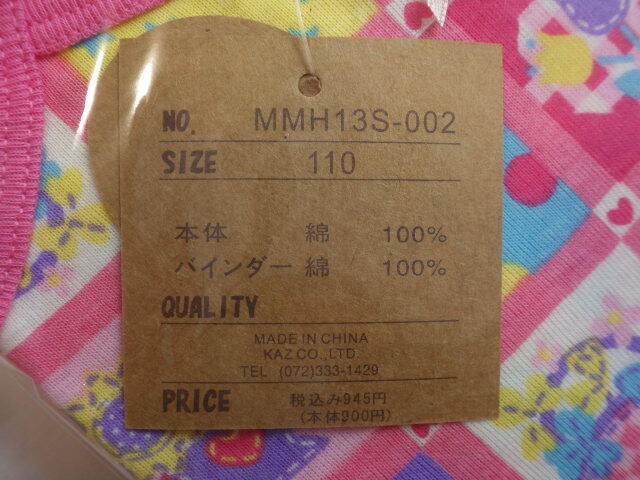 NO. MMH13S-002
SIZE 110
本体 綿 100%
バインダー 綿 100%
QUALITY
MADE IN CHINA
KAZ CO.,LTD.
TEL (072)333-1429
PRICE 税込み945円
(本体900円)